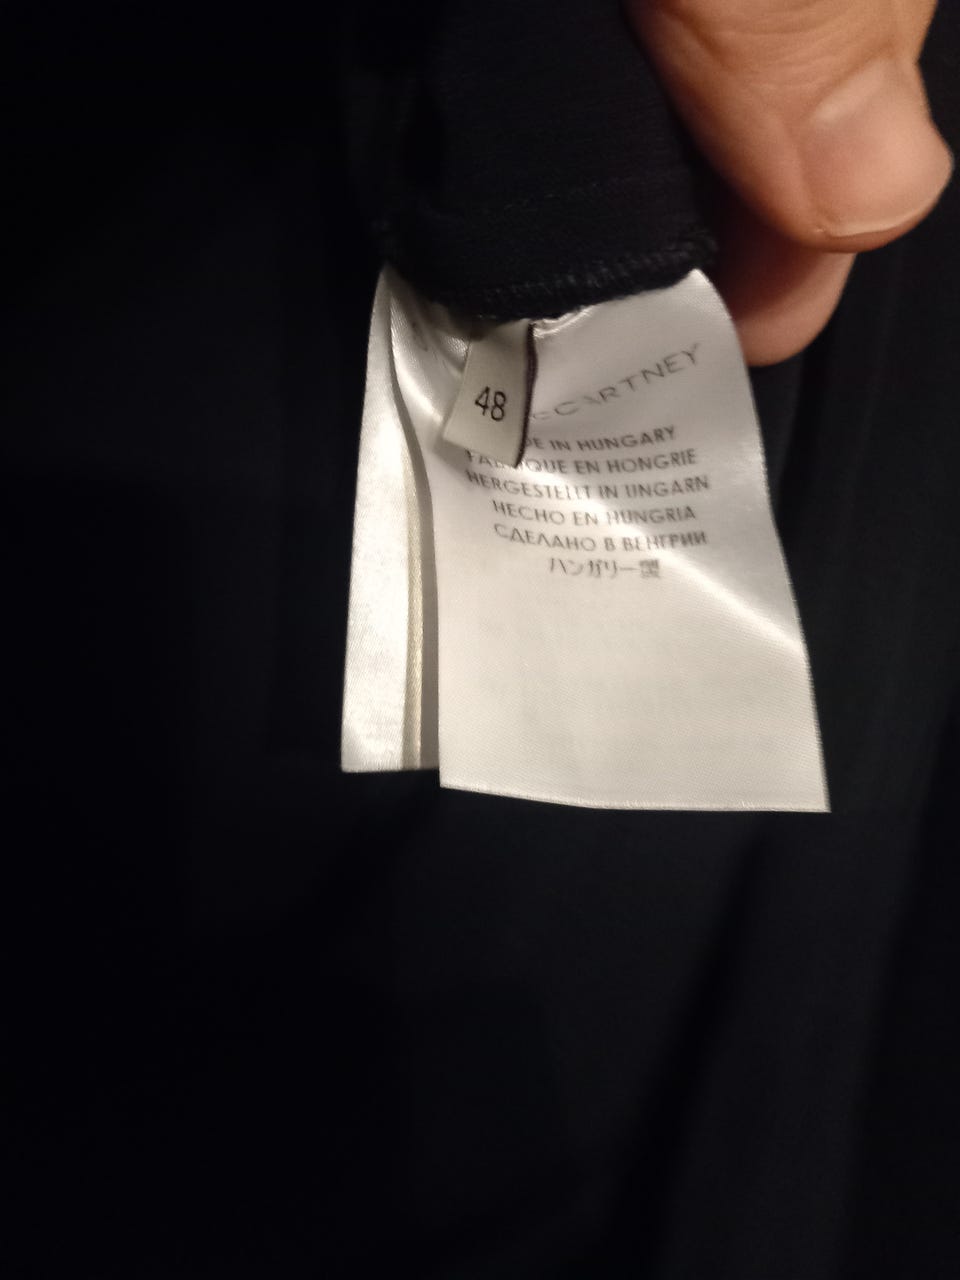 48
CCARTNEY
DE IN HUNGARY
FABRIQUE EN HONGRIE
HERGESTELLT IN UNGARN
HECHO EN HUNGRIA
СДЕЛАНО В ВЕНГРИИ
ハンガリー製